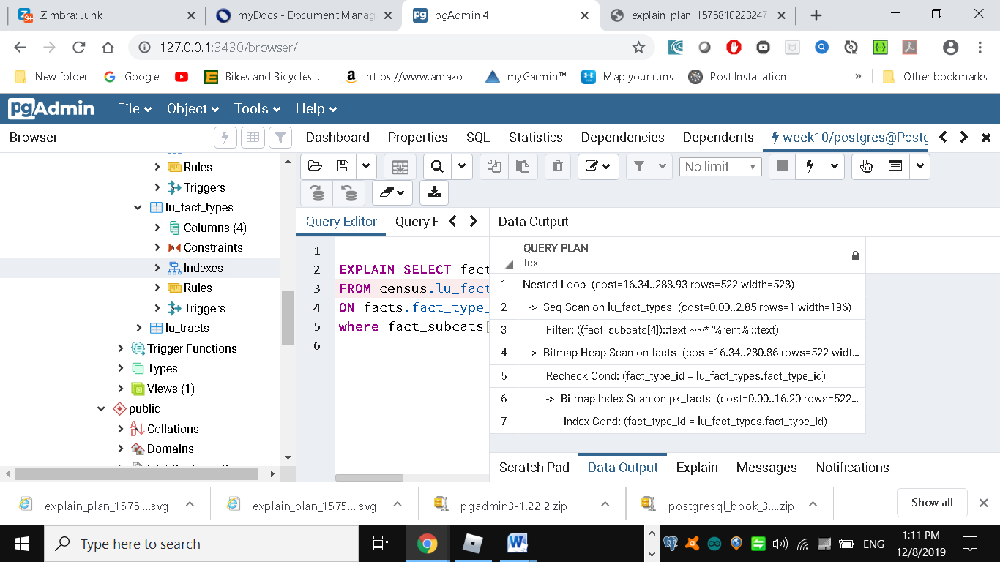 Zimbra: Junk
myDocs - Document Manag
pgAdmin 4
explain_plan_1575810223247
127.0.0.1:3430/browser/
New folder
Google
Bikes and Bicycles...
https://www.amazo...
myGarmin™
Map your runs
Post Installation
»
Other bookmarks
pgAdmin
File
Object
Tools
Help
Browser
Dashboard
Properties
SQL
Statistics
Dependencies
Dependents
week10/postgres@Postg
No limit
Rules
Triggers
lu_fact_types
Columns (4)
Constraints
Indexes
Rules
Triggers
lu_tracts
Trigger Functions
Types
Views (1)
public
Collations
Domains
Query Editor
Query H
Data Output
1
2 EXPLAIN SELECT fact
3 FROM census.lu_fact
4 ON facts.fact_type_
5 where fact_subcats[
6
QUERY PLAN
text
1 Nested Loop (cost=16.34..288.93 rows=522 width=528)
2 -> Seq Scan on lu_fact_types (cost=0.00..2.85 rows=1 width=196)
3 Filter: ((fact_subcats[4])::text ~~* '%rent%'::text)
4 -> Bitmap Heap Scan on facts (cost=16.34..280.86 rows=522 widt...
5 Recheck Cond: (fact_type_id = lu_fact_types.fact_type_id)
6 -> Bitmap Index Scan on pk_facts (cost=0.00..16.20 rows=522...
7 Index Cond: (fact_type_id = lu_fact_types.fact_type_id)
Scratch Pad
Data Output
Explain
Messages
Notifications
explain_plan_1575....svg
explain_plan_1575....svg
pgadmin3-1.22.2.zip
postgresql_book_3....zip
Show all
Type here to search
ENG
1:11 PM
12/8/2019